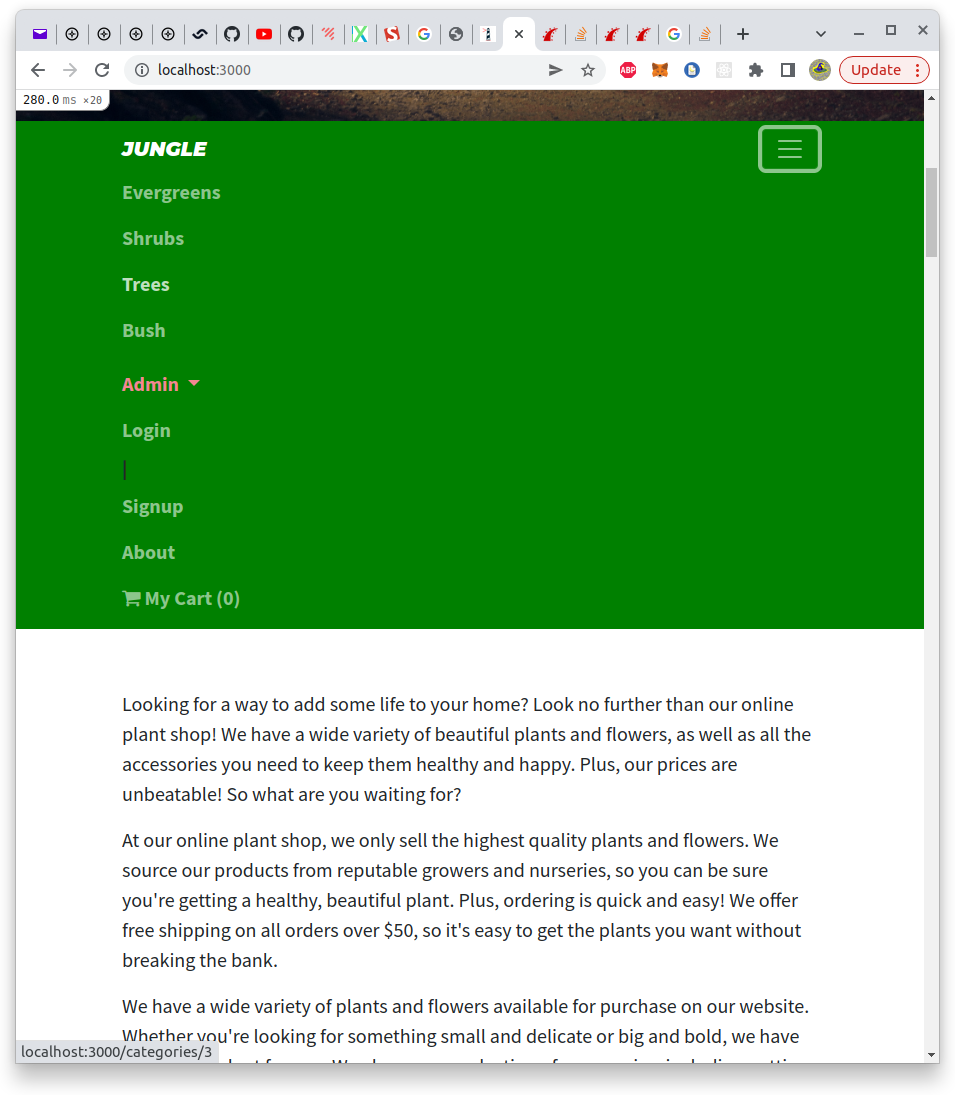 localhost:3000
ABP
Update
280.0 ms ×20
JUNGLE
Evergreens
Shrubs
Trees
Bush
Admin
Login
|
Signup
About
My Cart (0)
Looking for a way to add some life to your home? Look no further than our online
plant shop! We have a wide variety of beautiful plants and flowers, as well as all the
accessories you need to keep them healthy and happy. Plus, our prices are
unbeatable! So what are you waiting for?
At our online plant shop, we only sell the highest quality plants and flowers. We
source our products from reputable growers and nurseries, so you can be sure
you're getting a healthy, beautiful plant. Plus, ordering is quick and easy! We offer
free shipping on all orders over $50, so it's easy to get the plants you want without
breaking the bank.
We have a wide variety of plants and flowers available for purchase on our website.
Whether you're looking for something small and delicate or big and bold, we have
localhost:3000/categories/3